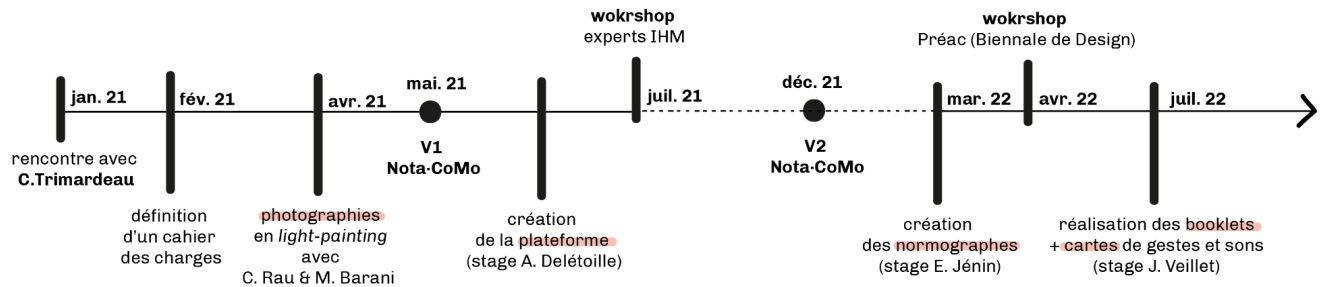 wokrshop
experts IHM
wokrshop
Préac (Biennale de Design)
jan. 21
fév. 21
avr. 21
mai. 21
juil. 21
déc. 21
mar. 22
avr. 22
juil. 22
rencontre avec
C.Trimardeau
V1
Nota·CoMo
V2
Nota·CoMo
définition
d'un cahier
des charges
photographies
en light-painting
avec
C. Rau & M. Barani
création
de la plateforme
(stage A. Delétoille)
création
des normographes
(stage E. Jénin)
réalisation des booklets
+ cartes de gestes et sons
(stage J. Veillet)